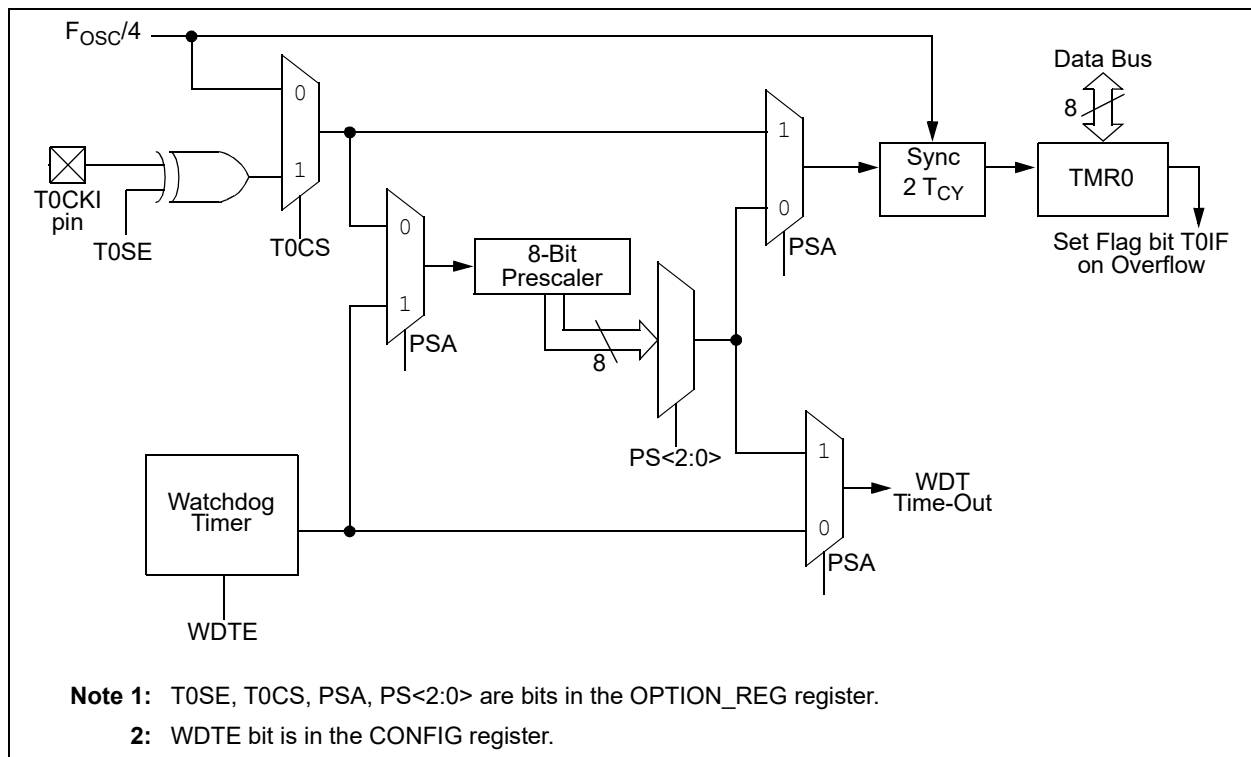 FOSC/4
Data Bus
8
0
1
T0CKI
pin
T0SE
T0CS
1
0
PSA
Sync
2 TCY
TMR0
Set Flag bit T0IF
on Overflow
0
1
PSA
8-Bit
Prescaler
8
PS<2:0>
Watchdog
Timer
WDTE
1
0
PSA
WDT
Time-Out
Note 1: T0SE, T0CS, PSA, PS<2:0> are bits in the OPTION_REG register.
2: WDTE bit is in the CONFIG register.